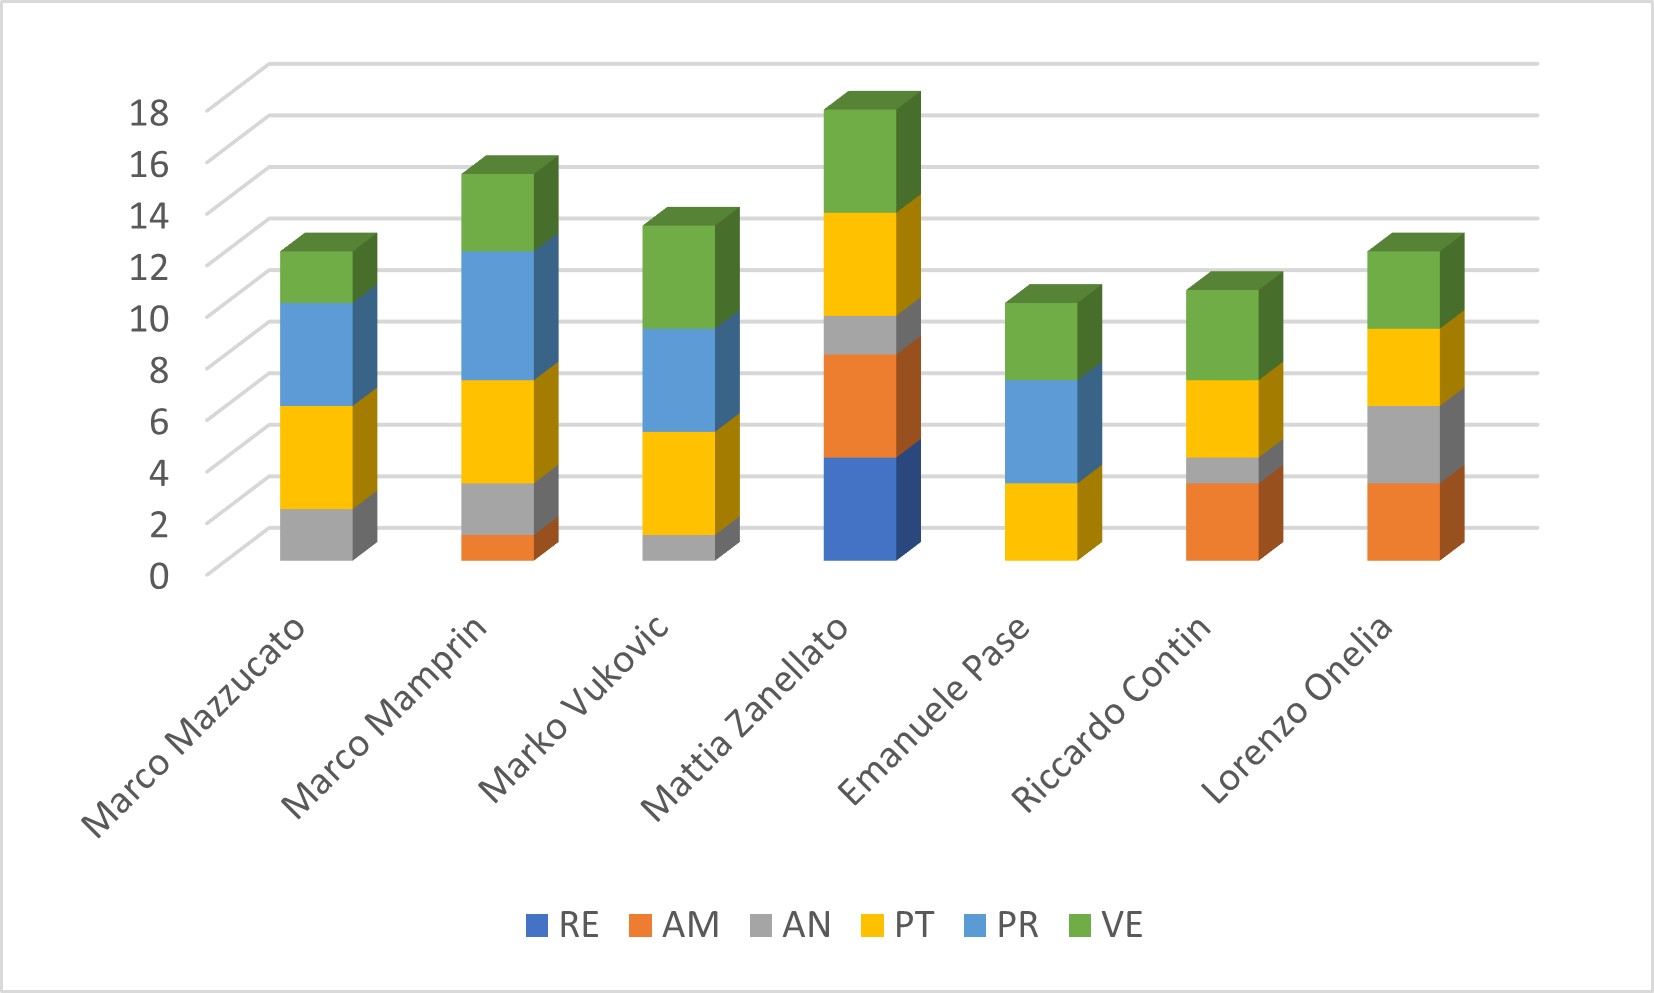 18
16
14
12
10
8
6
4
2
0
Marco Mazzucato
Marco Mamprin
Marko Vukovic
Mattia Zanellato
Emanuele Pase
Riccardo Contin
Lorenzo Onelia
RE AM AN PT PR VE